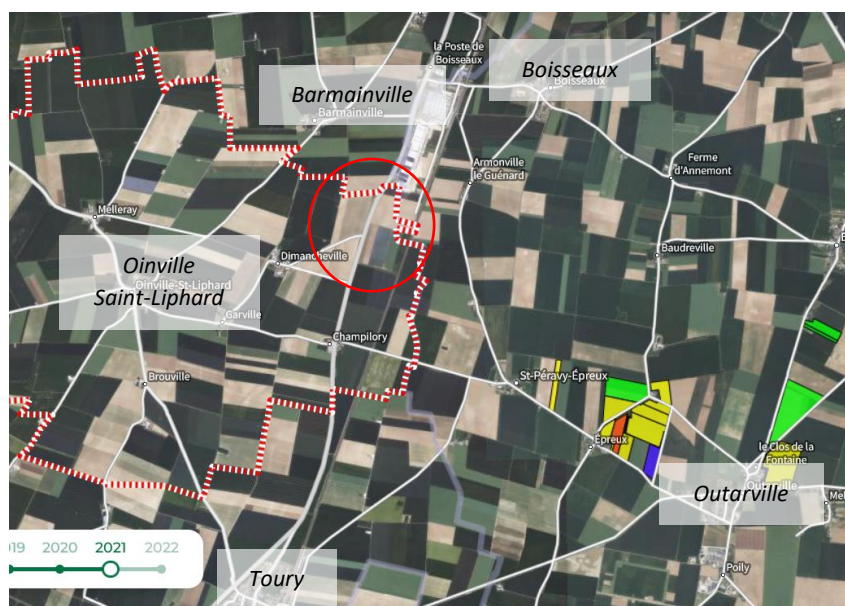 la Poste de
Boisseaux
Boisseaux
Boisseaux
Barmainville
Barmainville
Ferme
d'Annemont
Armonville
le Guénard
Melleray
Baudreville
Dimancheville
Oinville
Saint-Liphard
Oinville-St-Liphard
Garville
Champilory
Brouville
St-Péravy-Épreux
Épreux
le Clos de la
Fontaine
Outarville
Poily
Toury
2020
2021
2022